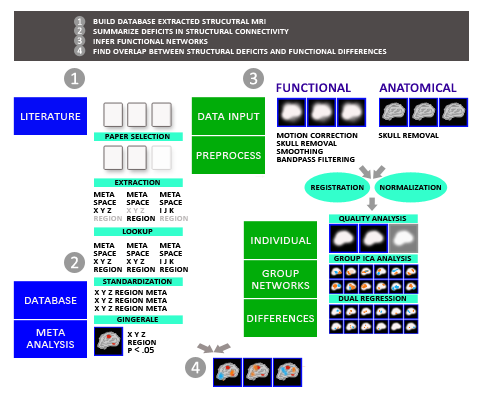 1 BUILD DATABASE EXTRACTED STRUCUTRAL MRI
2 SUMMARIZE DEFICITS IN STRUCTURAL CONNECTIVITY
3 INFER FUNCTIONAL NETWORKS
4 FIND OVERLAP BETWEEN STRUCTURAL DEFICITS AND FUNCTIONAL DIFFERENCES
1
LITERATURE
PAPER SELECTION
EXTRACTION
META META META
SPACE SPACE SPACE
X Y Z X Y Z I J K
REGION REGION REGION
LOOKUP
META META META
SPACE SPACE SPACE
X Y Z X Y Z I J K
REGION REGION REGION
2
DATABASE
META
ANALYSIS
STANDARDIZATION
X Y Z REGION META
X Y Z REGION META
X Y Z REGION META
GINGERALE
X Y Z
REGION
P < .05
3
DATA INPUT
PREPROCESS
FUNCTIONAL
MOTION CORRECTION
SKULL REMOVAL
SMOOTHING
BANDPASS FILTERING
ANATOMICAL
SKULL REMOVAL
REGISTRATION
NORMALIZATION
INDIVIDUAL
GROUP
NETWORKS
DIFFERENCES
QUALITY ANALYSIS
GROUP ICA ANALYSIS
DUAL REGRESSION
4